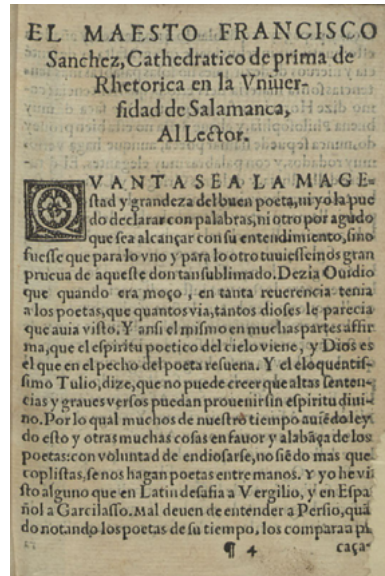 EL MAESTO FRANCISCO
Sanchez, Cathedratico de prima de
Rhetorica en la Vniuer-
sidad de Salamanca,
Al Lector.
QVANTA SEA LA MAGE-
stad y grandeza del buen poeta, ni yo la pue
do declarar con palabras, ni otro por agudo
que sea alcançar con su entendimiento, sino
fuesse que para lo vno y para lo otro tuuiessemos gran
prueua de aqueste don tan sublimado. Dezia Ouidio
que quando era moço, en tanta reuerencia tenia
a los poetas, que quantos via, tantos dioses le parecia
que auia visto. Y ansi el mismo en muchas partes affir
ma, que el espiritu poetico del cielo viene, y Dios es
el que en el pecho del poeta resuena. Y el eloquentis-
simo Tulio, dize, que no puede creer que altas senten-
cias y graues versos puedan prouenir sin espiritu diui-
no. Por lo qual muchos de nuestro tiempo auiẽdo ley
do esto y otras muchas cosas en fauor y alabãça de los
poetas: con voluntad de endiosarse, no siẽdo mas que
coplistas, se nos hagan poetas entre manos. Y yo he vi
sto alguno que en Latin desafia a Vergilio, y en Espa
ñol a Garcilasso. Mal deuen de entender a Persio, quã
do notando los poetas de su tiempo, los compara a pi
¶ 4 caça-